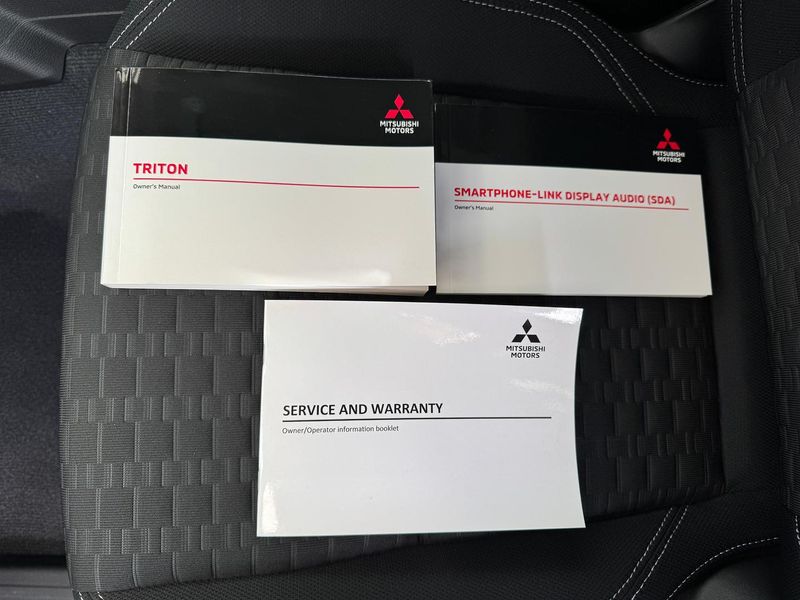 MITSUBISHI
MOTORS
TRITON
Owner's Manual
MITSUBISHI
MOTORS
SMARTPHONE-LINK DISPLAY AUDIO (SDA)
Owner's Manual
MITSUBISHI
MOTORS
SERVICE AND WARRANTY
Owner/Operator information booklet